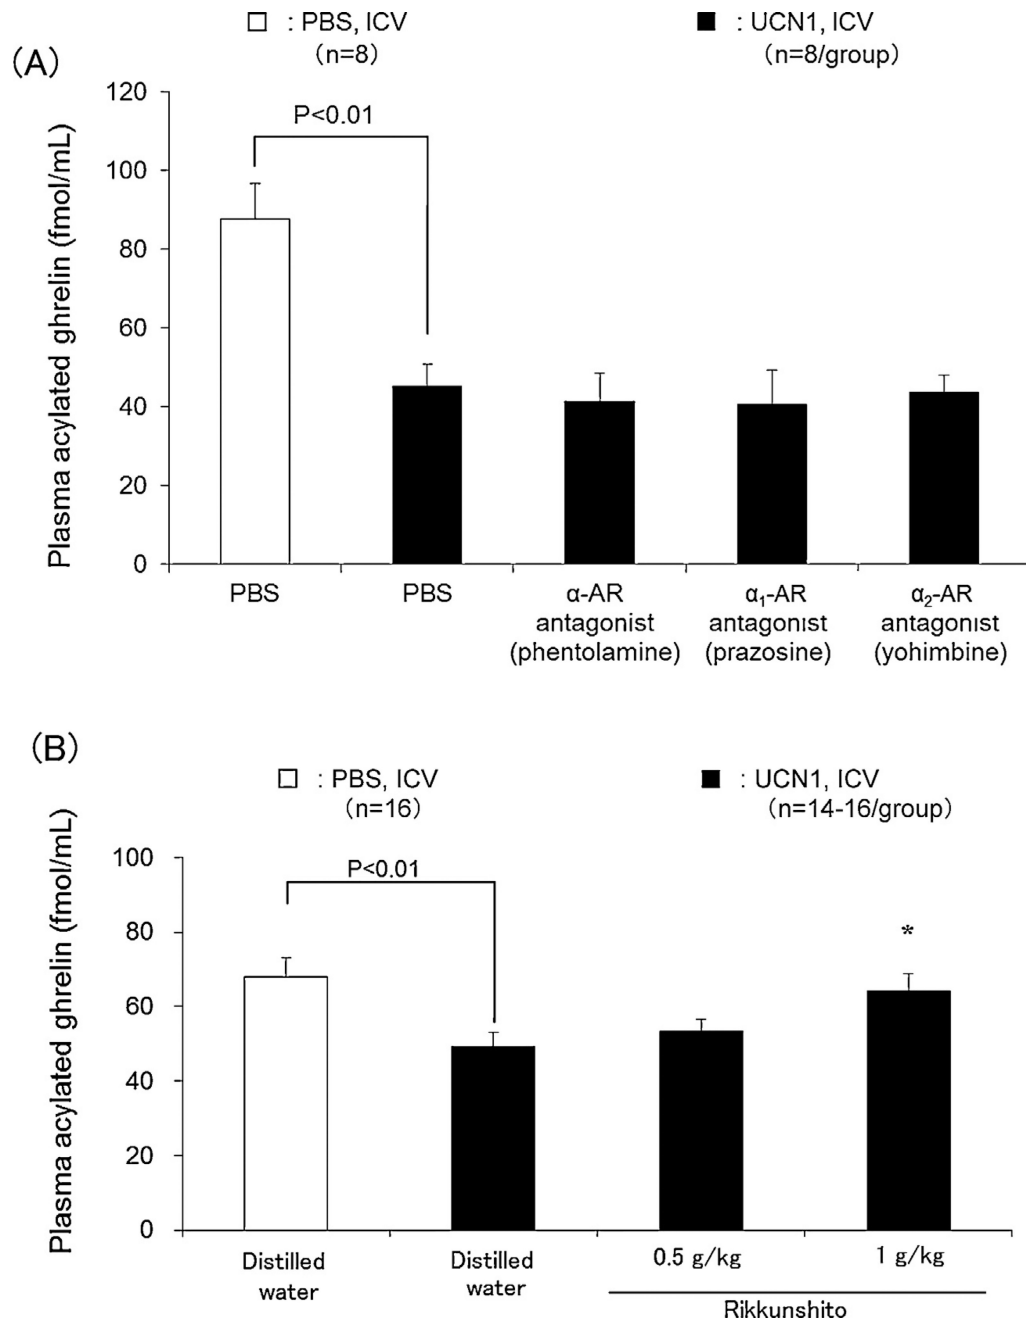 : PBS, ICV
(n=8)
: UCN1, ICV
(n=8/group)
(A)
Plasma acylated ghrelin (fmol/mL)
120
100
80
60
40
20
0
P<0.01
PBS
PBS
α-AR
antagonist
(phentolamine)
α₁-AR
antagonist
(prazosine)
α₂-AR
antagonist
(yohimbine)
(B)
: PBS, ICV
(n=16)
: UCN1, ICV
(n=14-16/group)
Plasma acylated ghrelin (fmol/mL)
100
80
60
40
20
0
P<0.01
*
Distilled
water
Distilled
water
0.5 g/kg
1 g/kg
Rikkunshito